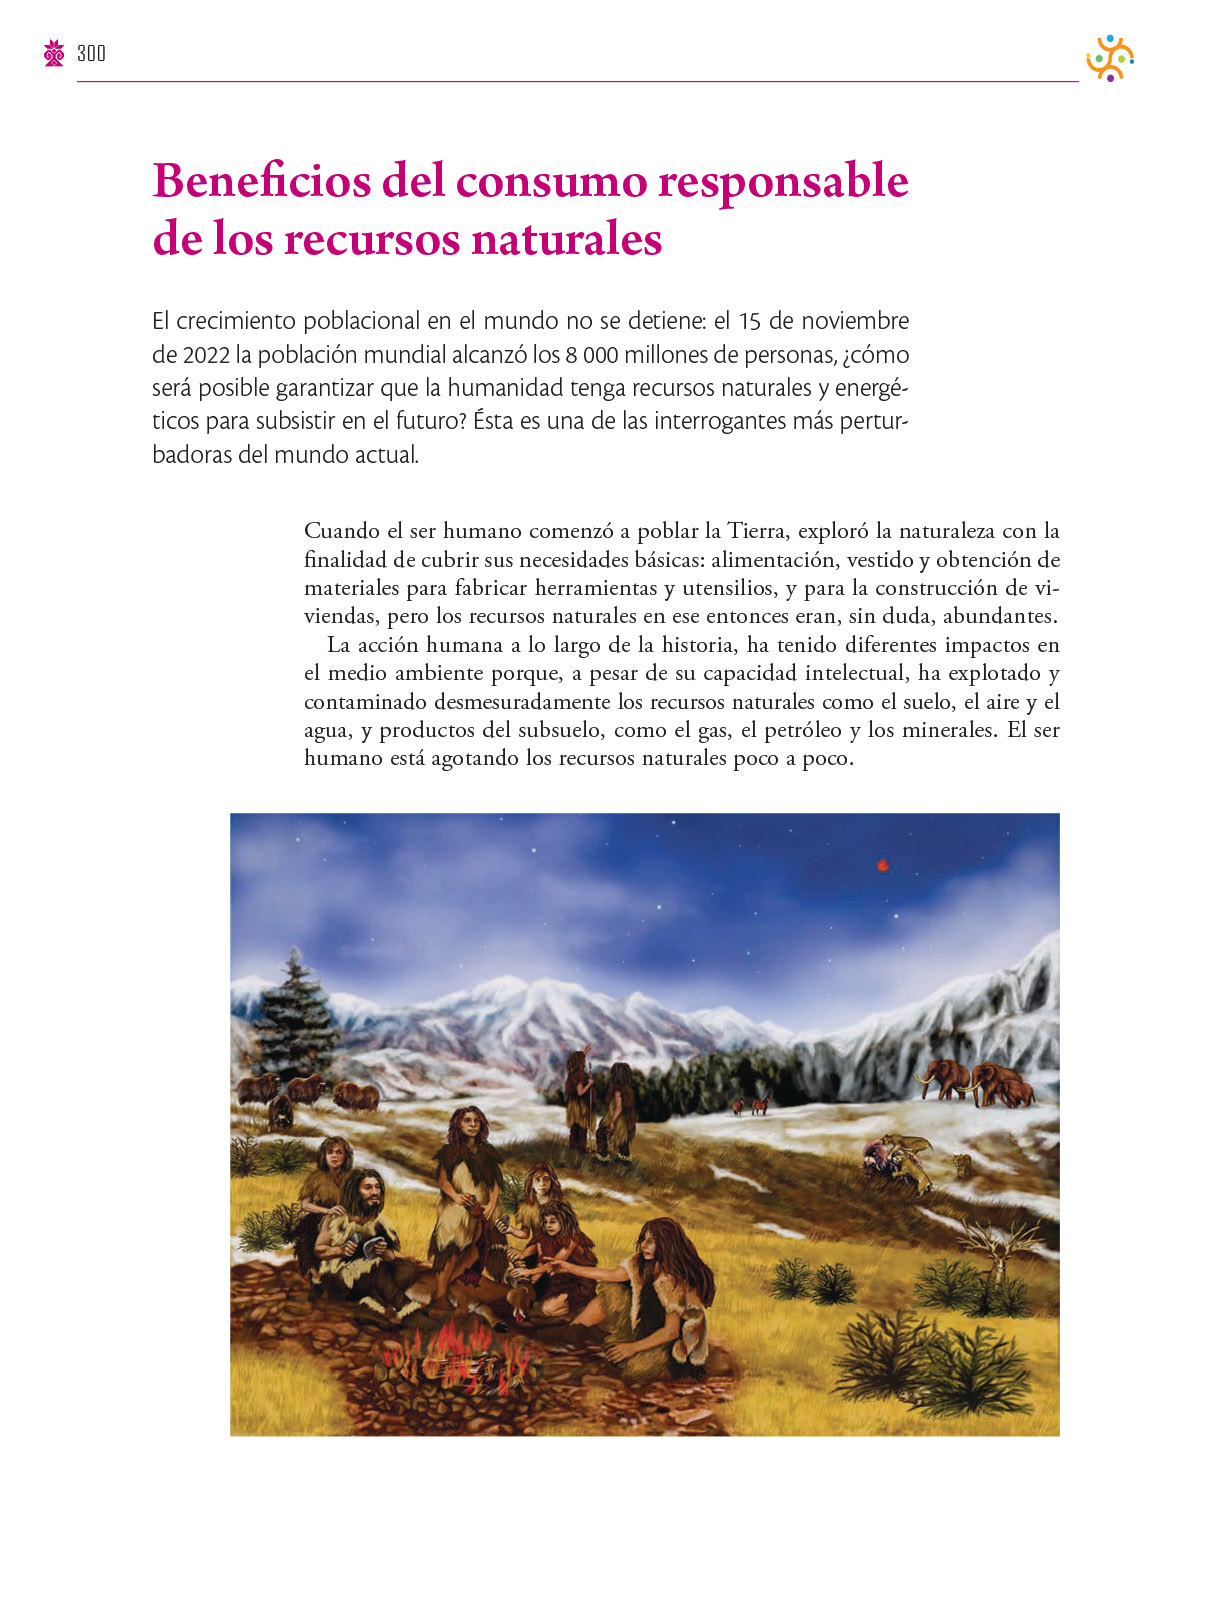 300
Beneficios del consumo responsable
de los recursos naturales
El crecimiento poblacional en el mundo no se detiene: el 15 de noviembre
de 2022 la población mundial alcanzó los 8 000 millones de personas, ¿cómo
será posible garantizar que la humanidad tenga recursos naturales y energé-
ticos para subsistir en el futuro? Ésta es una de las interrogantes más pertur-
badoras del mundo actual.
Cuando el ser humano comenzó a poblar la Tierra, exploró la naturaleza con la
finalidad de cubrir sus necesidades básicas: alimentación, vestido y obtención de
materiales para fabricar herramientas y utensilios, y para la construcción de vi-
viendas, pero los recursos naturales en ese entonces eran, sin duda, abundantes.
La acción humana a lo largo de la historia, ha tenido diferentes impactos en
el medio ambiente porque, a pesar de su capacidad intelectual, ha explotado y
contaminado desmesuradamente los recursos naturales como el suelo, el aire y el
agua, y productos del subsuelo, como el gas, el petróleo y los minerales. El ser
humano está agotando los recursos naturales poco a poco.